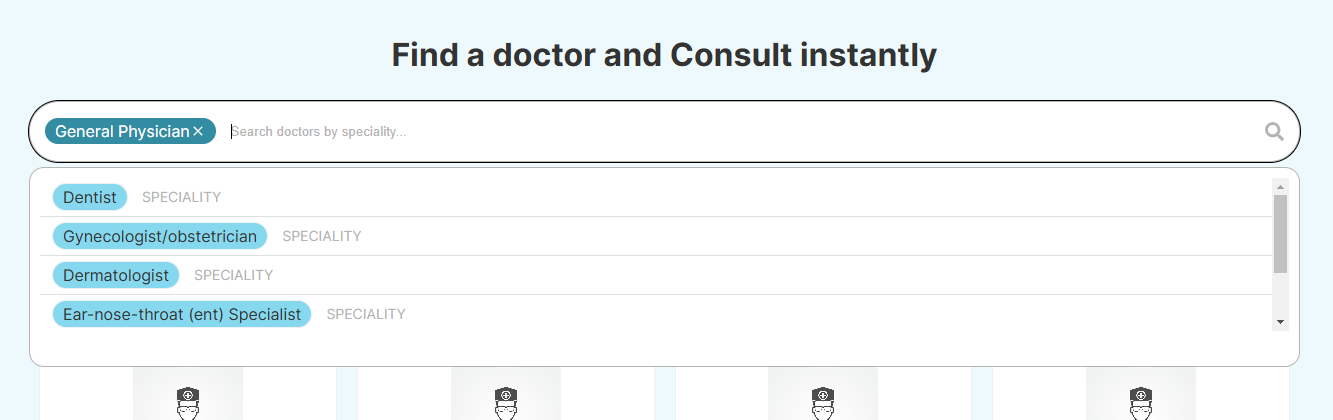 Find a doctor and Consult instantly
General Physician× Search doctors by speciality...
Dentist SPECIALITY
Gynecologist/obstetrician SPECIALITY
Dermatologist SPECIALITY
Ear-nose-throat (ent) Specialist SPECIALITY